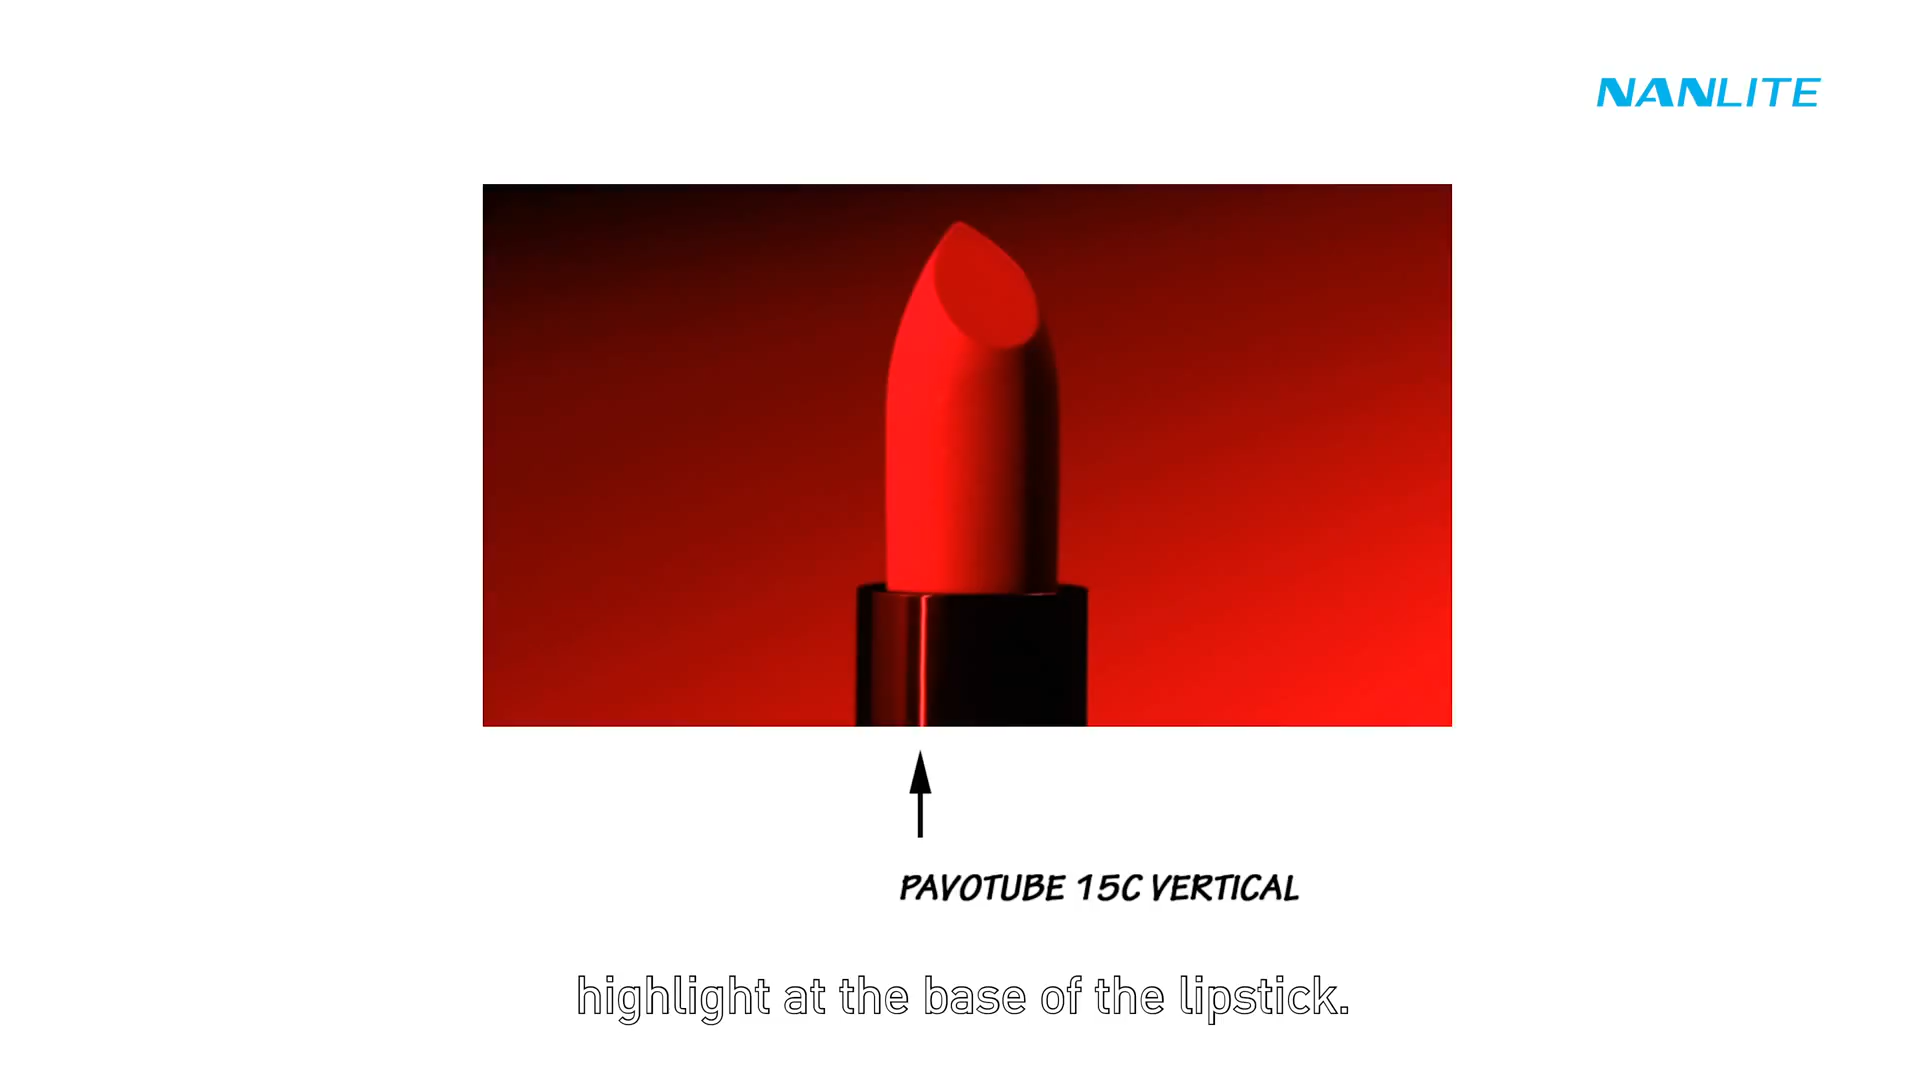 NANLITE
PAVOTUBE 15C VERTICAL
highlight at the base of the lipstick.